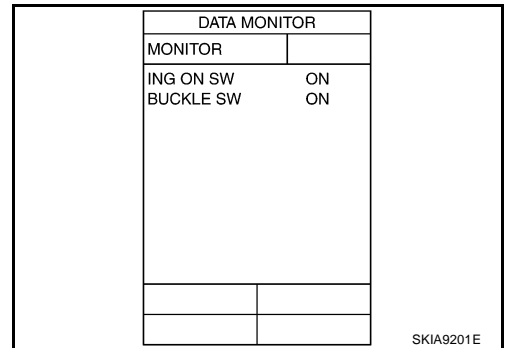 DATA MONITOR
MONITOR
ING ON SW ON
BUCKLE SW ON
SKIA9201E